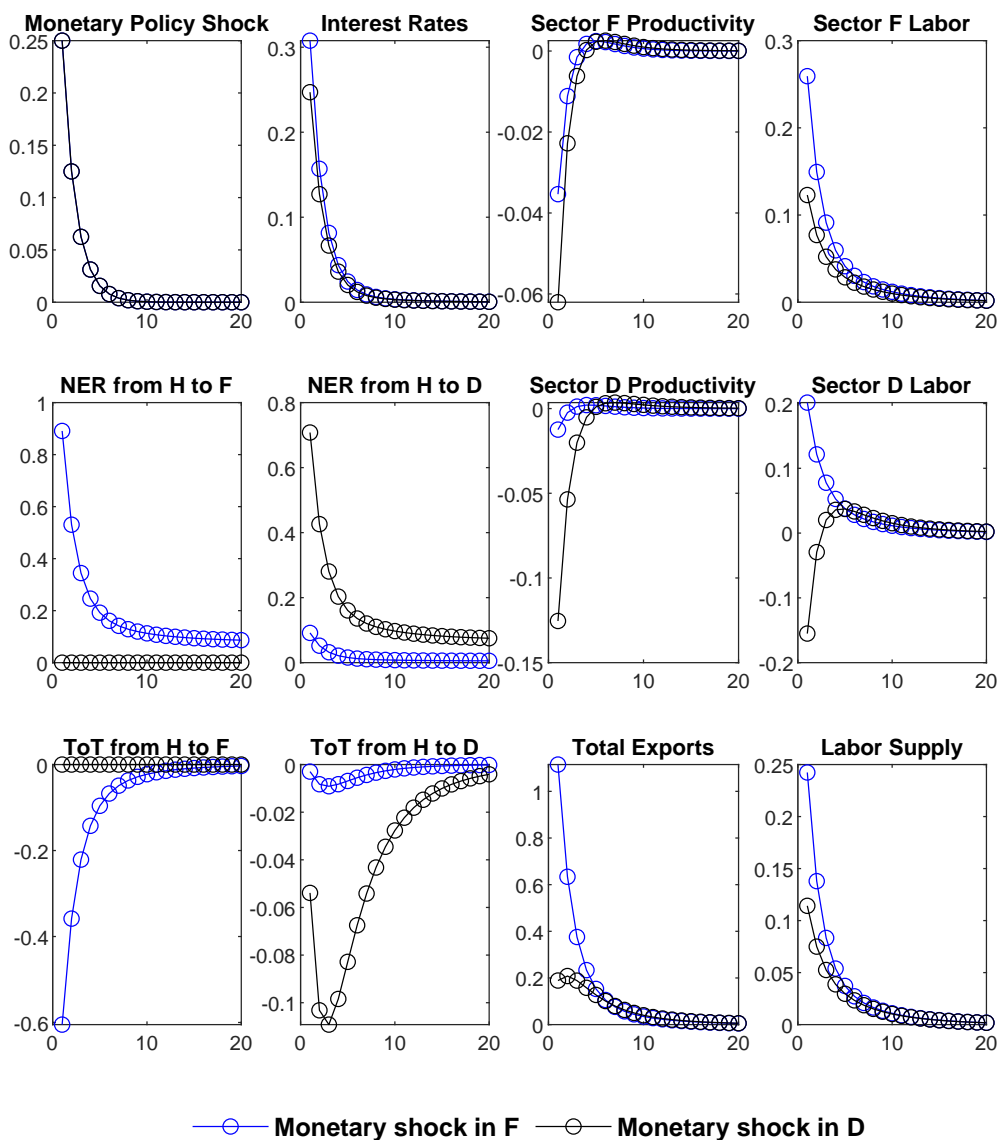 Monetary Policy Shock
0.25
0.2
0.15
0.1
0.05
0
0 10 20
Interest Rates
0.3
0.2
0.1
0
0 10 20
Sector F Productivity
0
-0.02
-0.04
-0.06
0 10 20
Sector F Labor
0.3
0.2
0.1
0
0 10 20
NER from H to F
1
0.8
0.6
0.4
0.2
0
0 10 20
NER from H to D
0.8
0.6
0.4
0.2
0
0 10 20
Sector D Productivity
0
-0.05
-0.1
-0.15
0 10 20
Sector D Labor
0.2
0.1
0
-0.1
-0.2
0 10 20
ToT from H to F
0
-0.2
-0.4
-0.6
0 10 20
ToT from H to D
0
-0.02
-0.04
-0.06
-0.08
-0.1
0 10 20
Total Exports
1
0.8
0.6
0.4
0.2
0
0 10 20
Labor Supply
0.25
0.2
0.15
0.1
0.05
0
0 10 20
Monetary shock in F Monetary shock in D